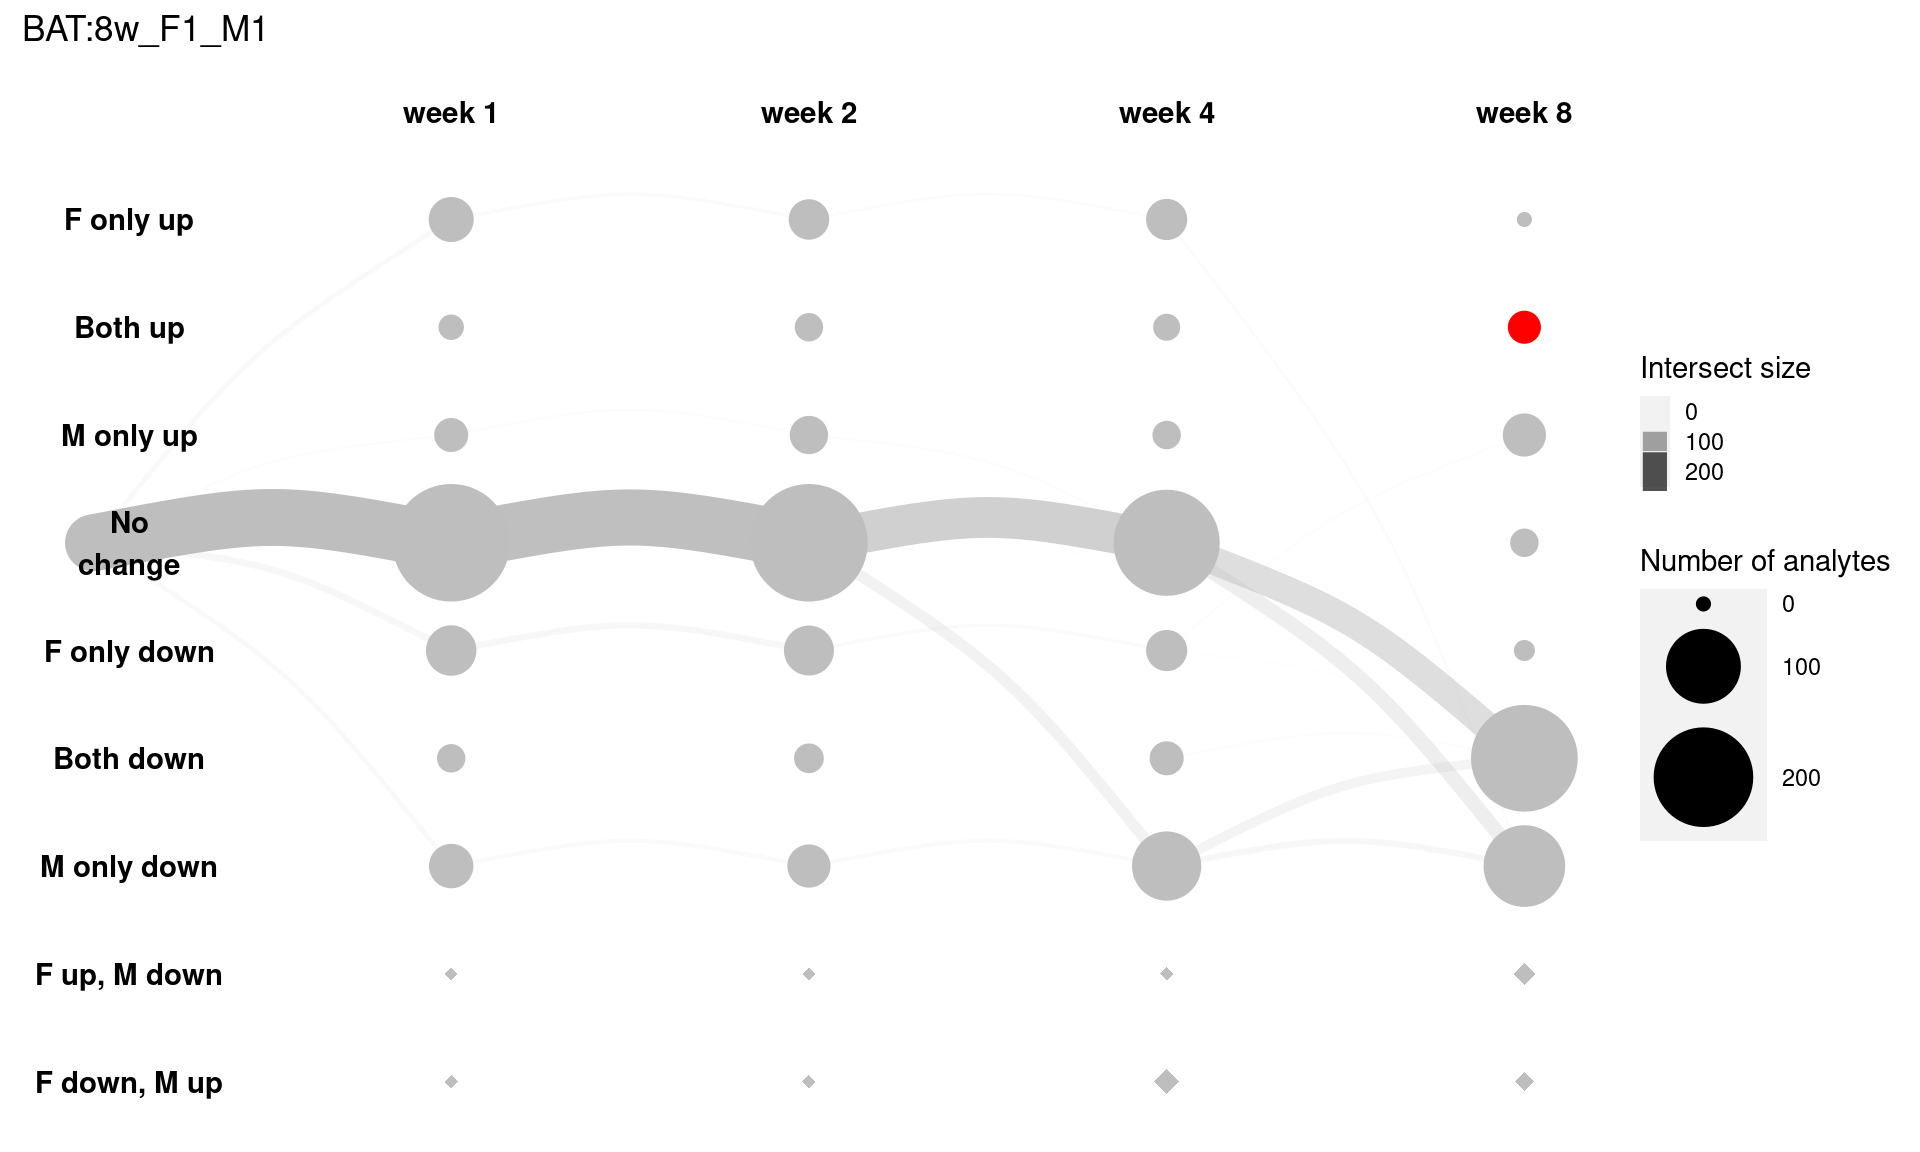 BAT:8w_F1_M1
week 1 week 2 week 4 week 8
F only up
Both up
M only up
No
change
F only down
Both down
M only down
F up, M down
F down, M up
Intersect size
0
100
200
Number of analytes
0
100
200